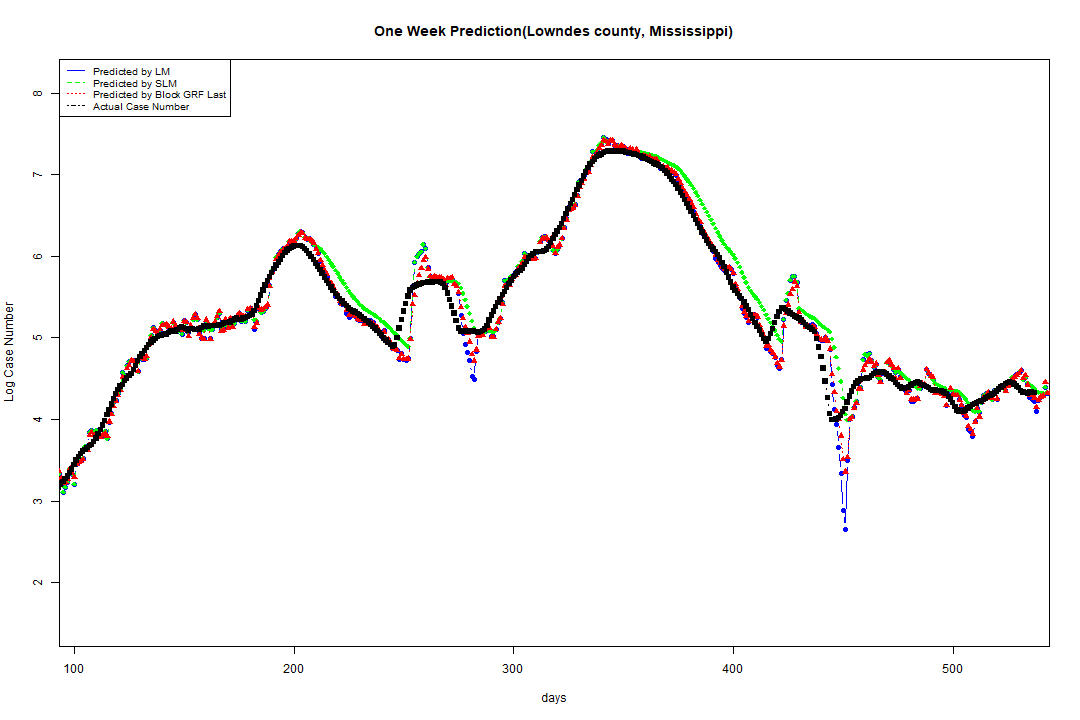 One Week Prediction(Lowndes county, Mississippi)
Predicted by LM
Predicted by SLM
Predicted by Block GRF Last
Actual Case Number
Log Case Number
8
7
6
5
4
3
2
100 200 300 400 500
days